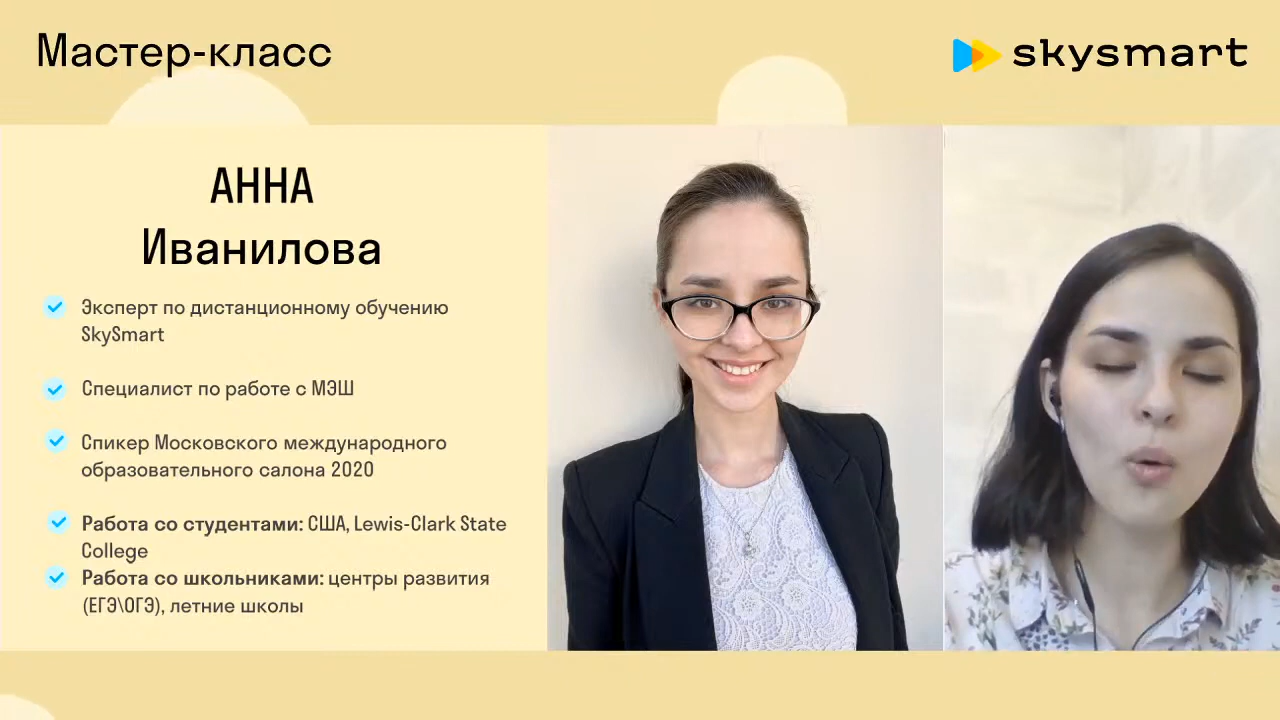 Мастер-класс
skysmart
АННА
Иванилова
Эксперт по дистанционному обучению
SkySmart
Специалист по работе с МЭШ
Спикер Московского международного
образовательного салона 2020
Работа со студентами: США, Lewis-Clark State
College
Работа со школьниками: центры развития
(ЕГЭ\ОГЭ), летние школы